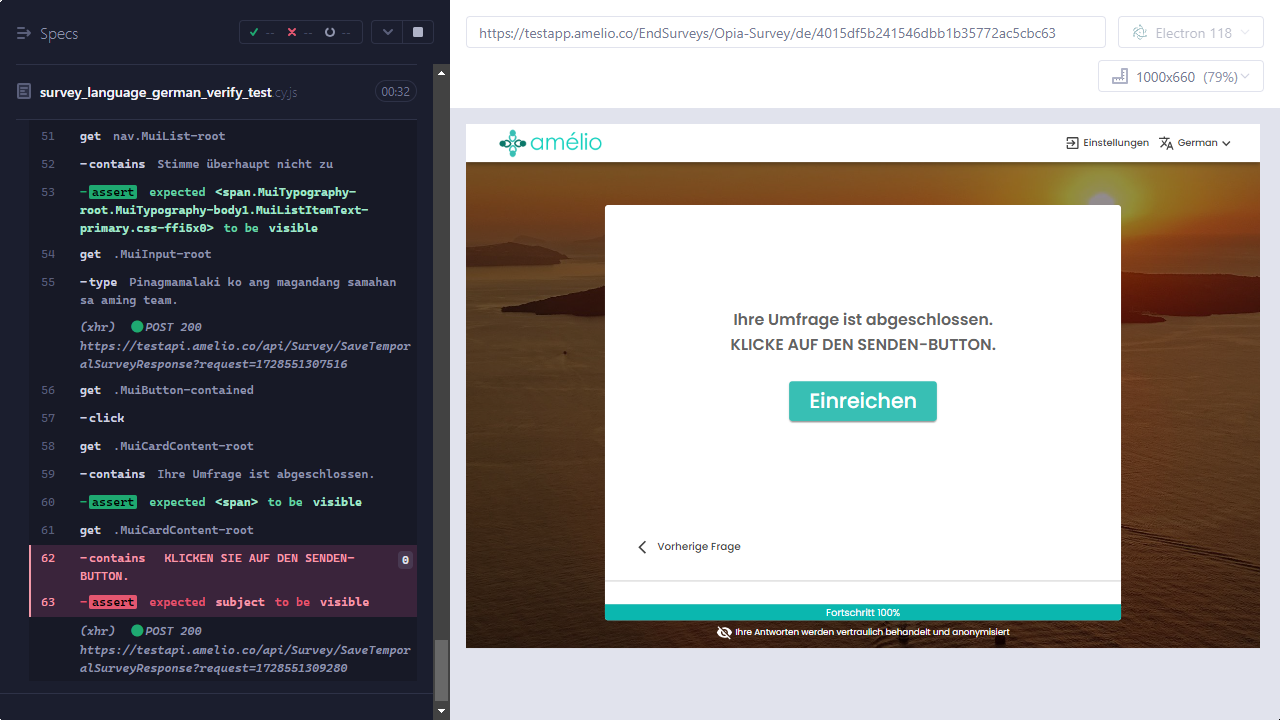 Specs
-- -- --
survey_language_german_verify_test.cy.js 00:32
51 get nav.MuiList-root
52 -contains Stimme überhaupt nicht zu
53 -assert expected <span.MuiTypography-
root.MuiTypography-body1.MuiListItemText-
primary.css-ffi5x0> to be visible
54 get .MuiInput-root
55 -type Pinagmamalaki ko ang magandang samahan
sa aming team.
(xhr) POST 200
https://testapi.amelio.co/api/Survey/SaveTempor
alSurveyResponse?request=1728551307516
56 get .MuiButton-contained
57 -click
58 get .MuiCardContent-root
59 -contains Ihre Umfrage ist abgeschlossen.
60 -assert expected <span> to be visible
61 get .MuiCardContent-root
62 -contains KLICKEN SIE AUF DEN SENDEN-
BUTTON. 0
63 -assert expected subject to be visible
(xhr) POST 200
https://testapi.amelio.co/api/Survey/SaveTempor
alSurveyResponse?request=1728551309280
https://testapp.amelio.co/EndSurveys/Opia-Survey/de/4015df5b241546dbb1b35772ac5cbc63
Electron 118
1000x660 (79%)
amélio
Einstellungen German
Ihre Umfrage ist abgeschlossen.
KLICKE AUF DEN SENDEN-BUTTON.
Einreichen
Vorherige Frage
Fortschritt 100%
Ihre Antworten werden vertraulich behandelt und anonymisiert